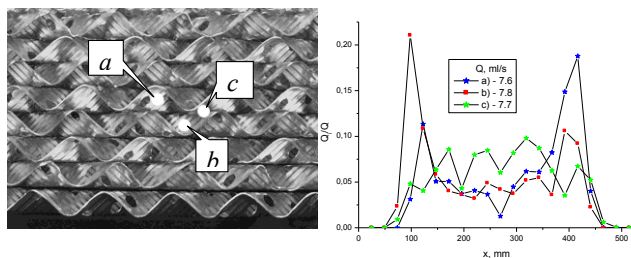 a
c
b
Q, ml/s
a) - 7.6
b) - 7.8
c) - 7.7
Q/Q
0,20
0,15
0,10
0,05
0,00
0
100
200
300
400
500
x, mm